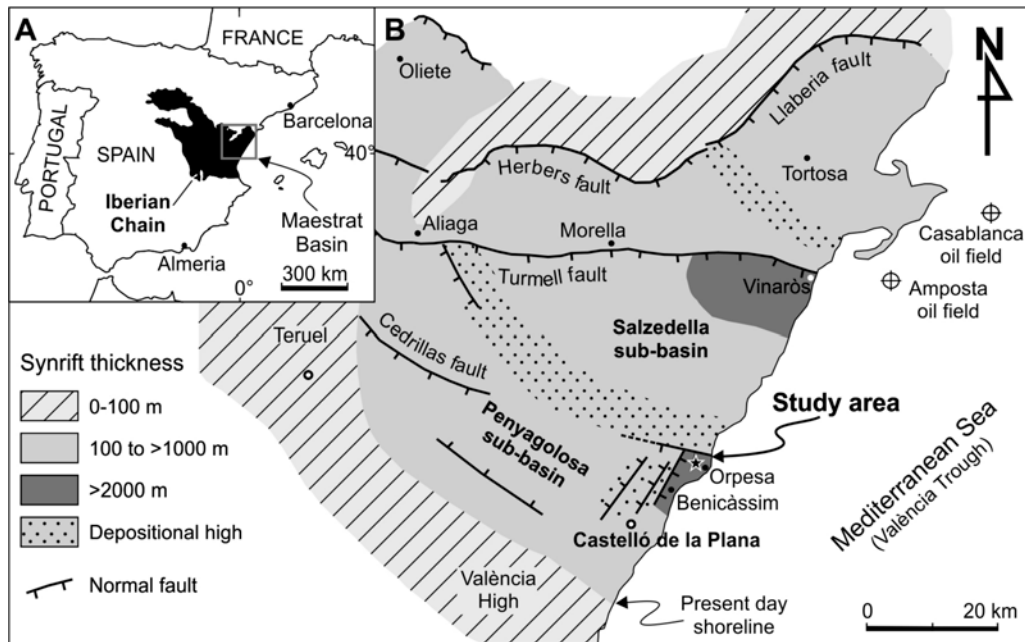 A
FRANCE
Barcelona
PORTUGAL
SPAIN
40°
Iberian
Chain
Maestrat
Basin
Almeria
0°
300 km
B
N
Oliete
Llaberia fault
Herbers fault
Tortosa
Aliaga
Morella
Casablanca
oil field
Turmell fault
Vinaròs
Amposta
oil field
Salzedella
sub-basin
Teruel
Cedrillas fault
Penyagolosa
sub-basin
Study area
Orpesa
Benicàssim
Castelló de la Plana
Mediterranean Sea
(València Trough)
València
High
Present day
shoreline
0 20 km
Synrift thickness
0-100 m
100 to >1000 m
>2000 m
Depositional high
Normal fault